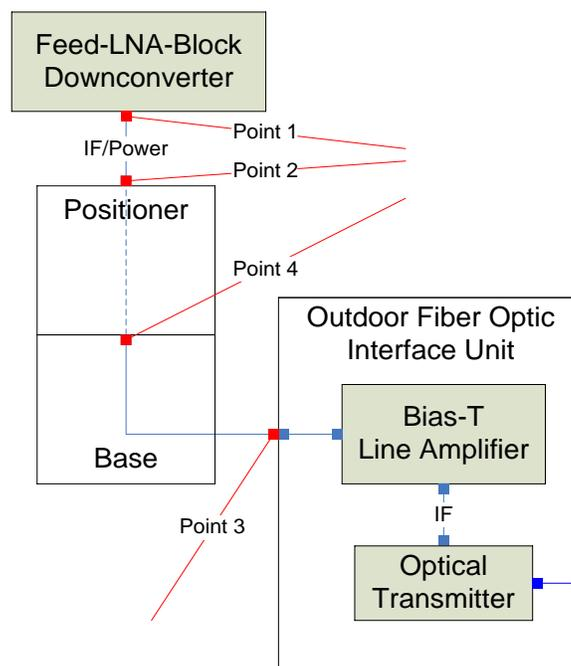 Feed-LNA-Block
Downconverter
Point 1
IF/Power
Point 2
Positioner
Point 4
Outdoor Fiber Optic
Interface Unit
Bias-T
Line Amplifier
Base
Point 3
IF
Optical
Transmitter